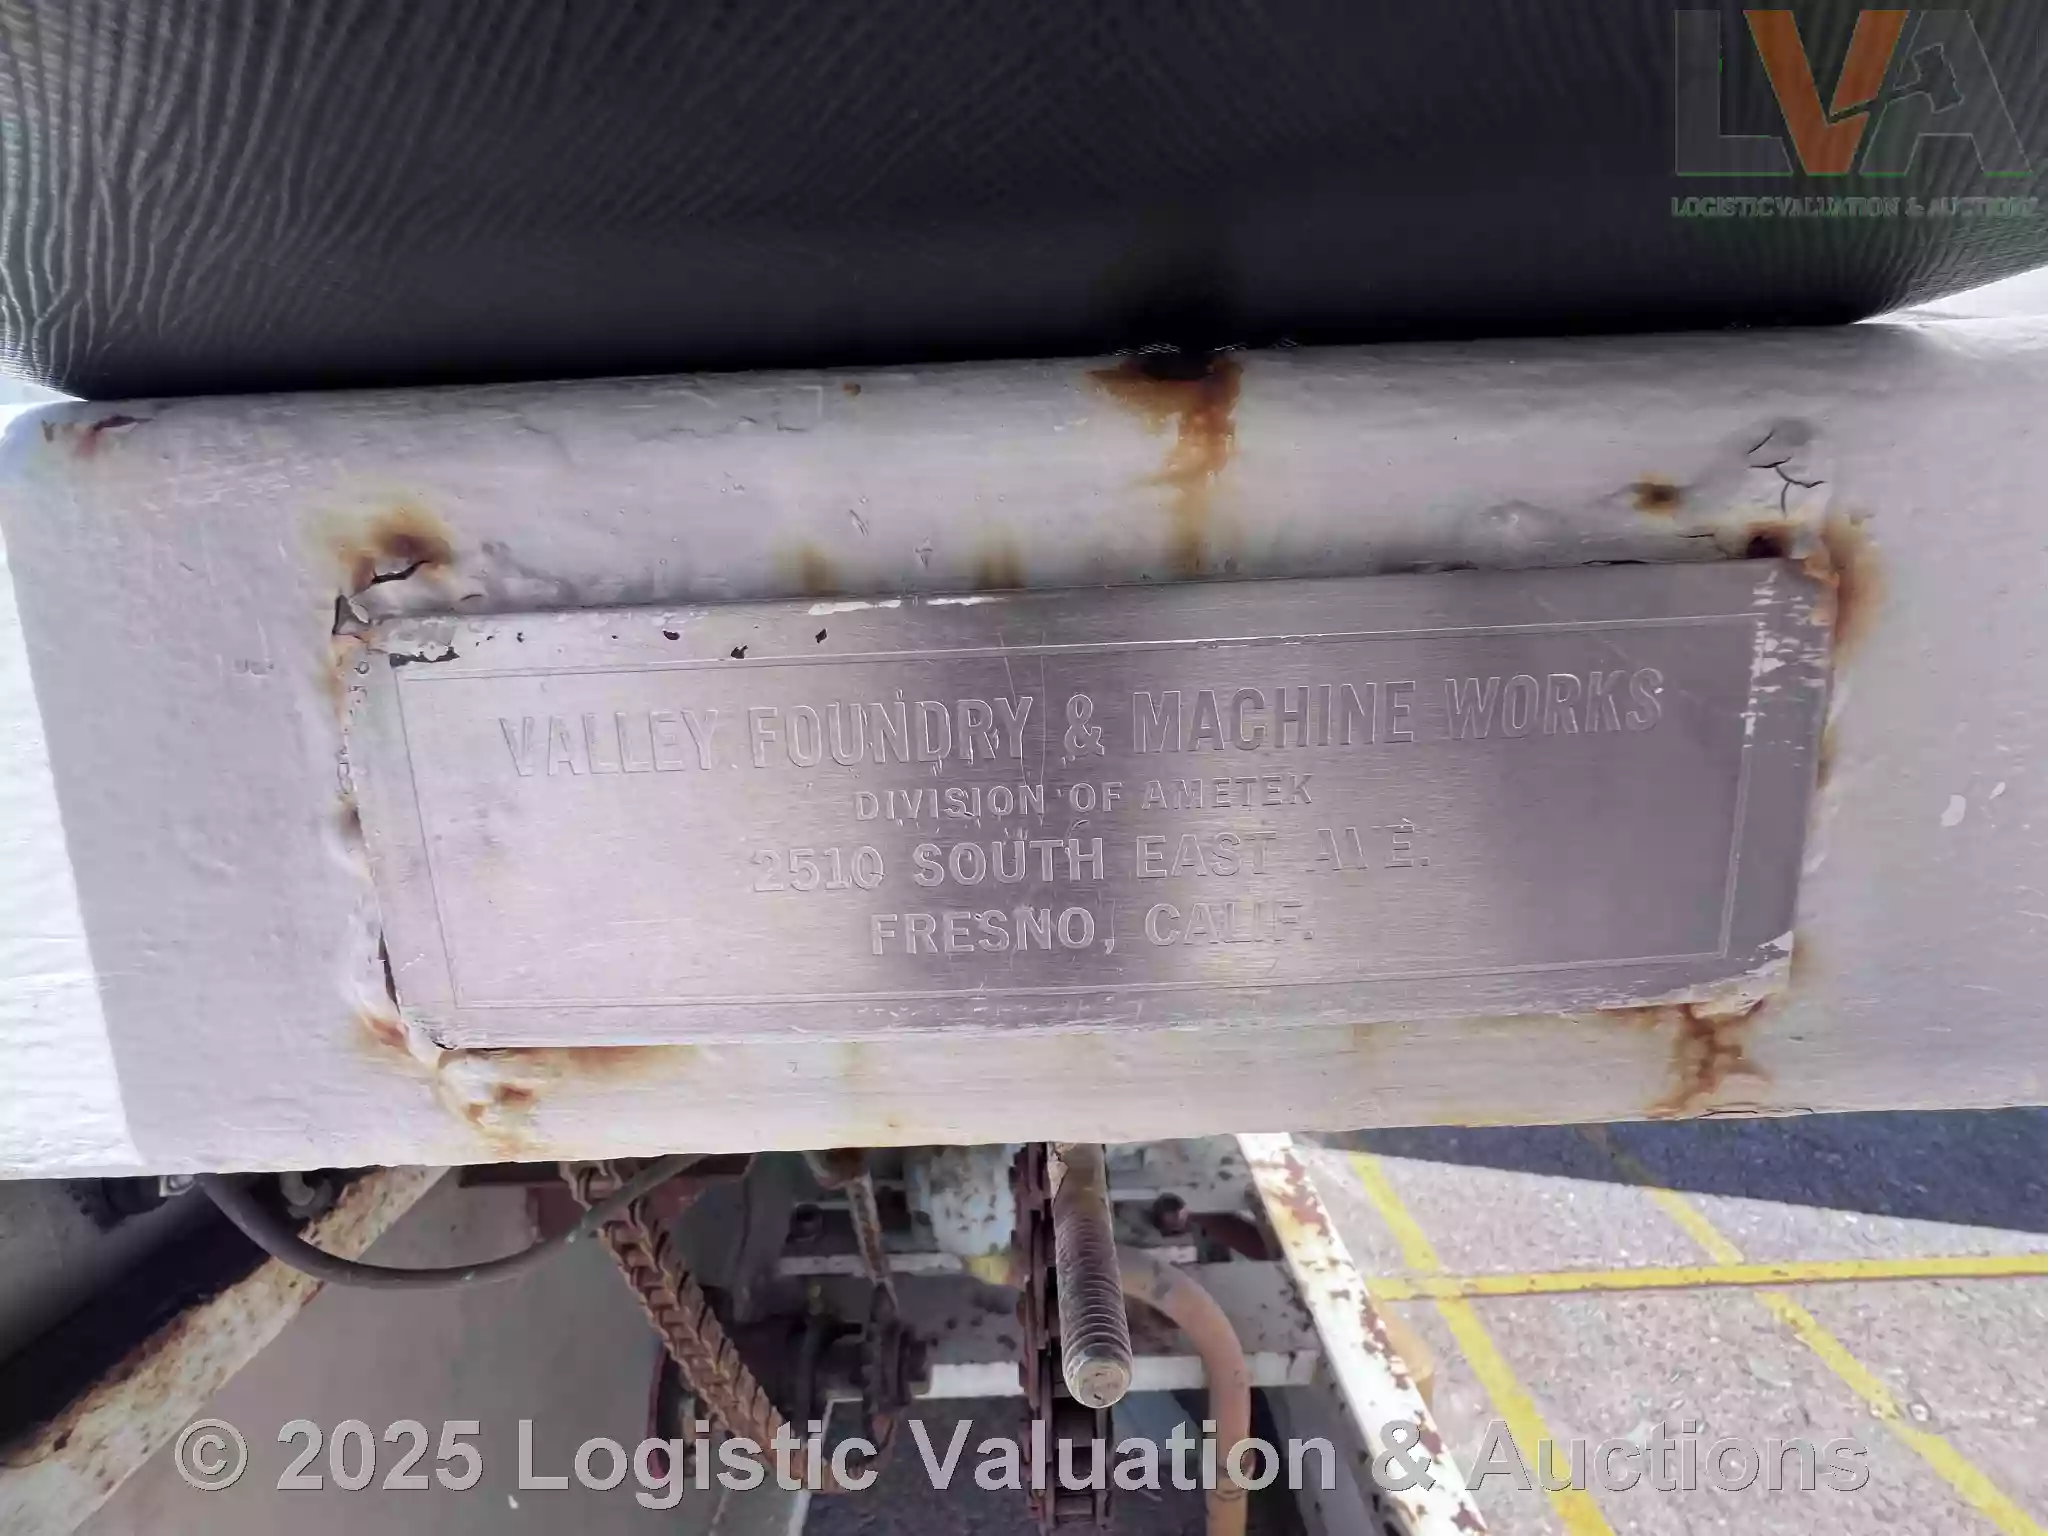 LVA
LOGISTIC VALUATION & AUCTIONS
VALLEY FOUNDRY & MACHINE WORKS
DIVISION OF AMETEK
2510 SOUTH EAST AVE.
FRESNO, CALIF.
© 2025 Logistic Valuation & Auctions